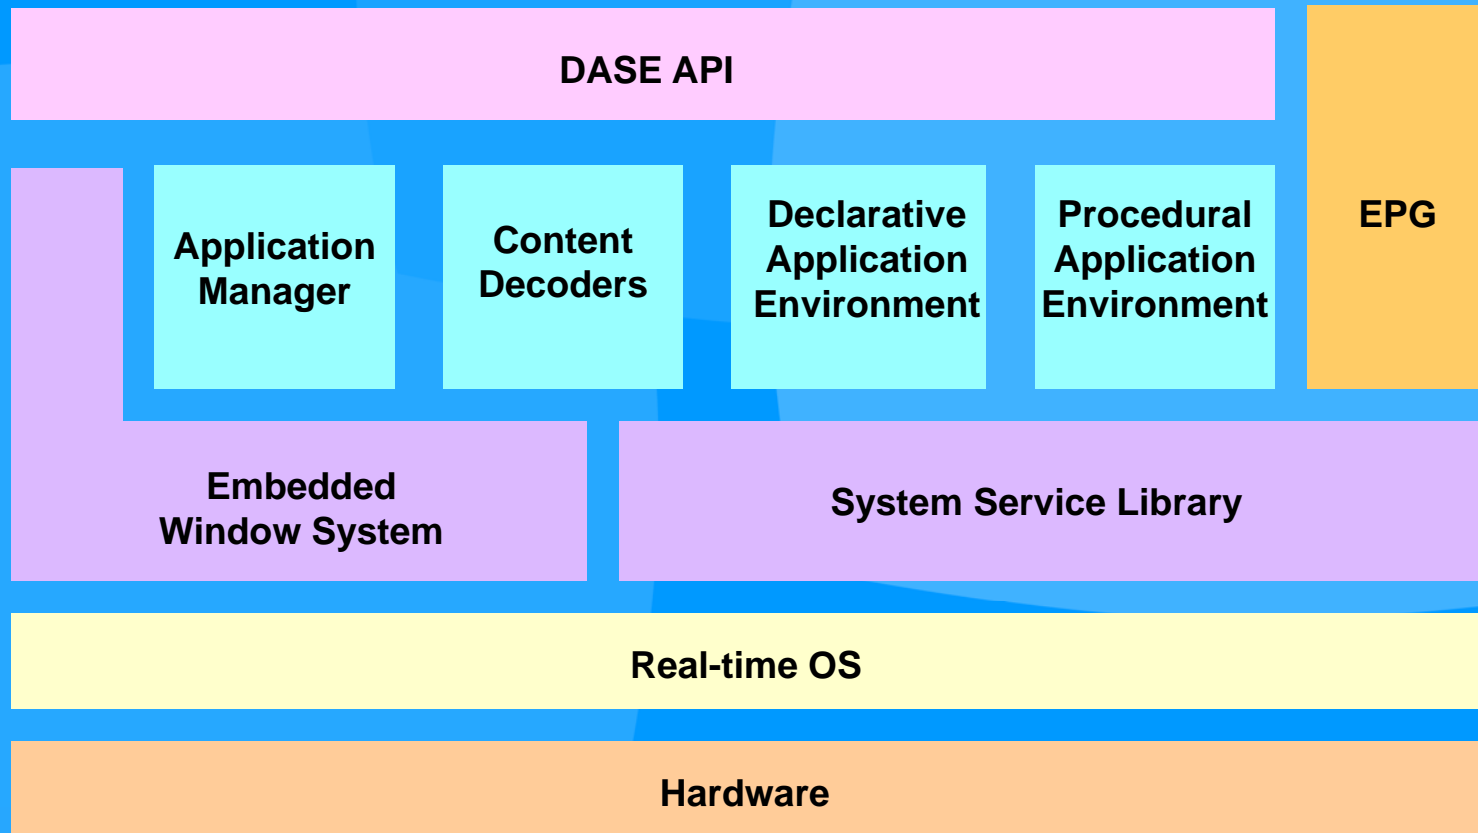 DASE API
Application
Manager
Content
Decoders
Declarative
Application
Environment
Procedural
Application
Environment
EPG
Embedded
Window System
System Service Library
Real-time OS
Hardware